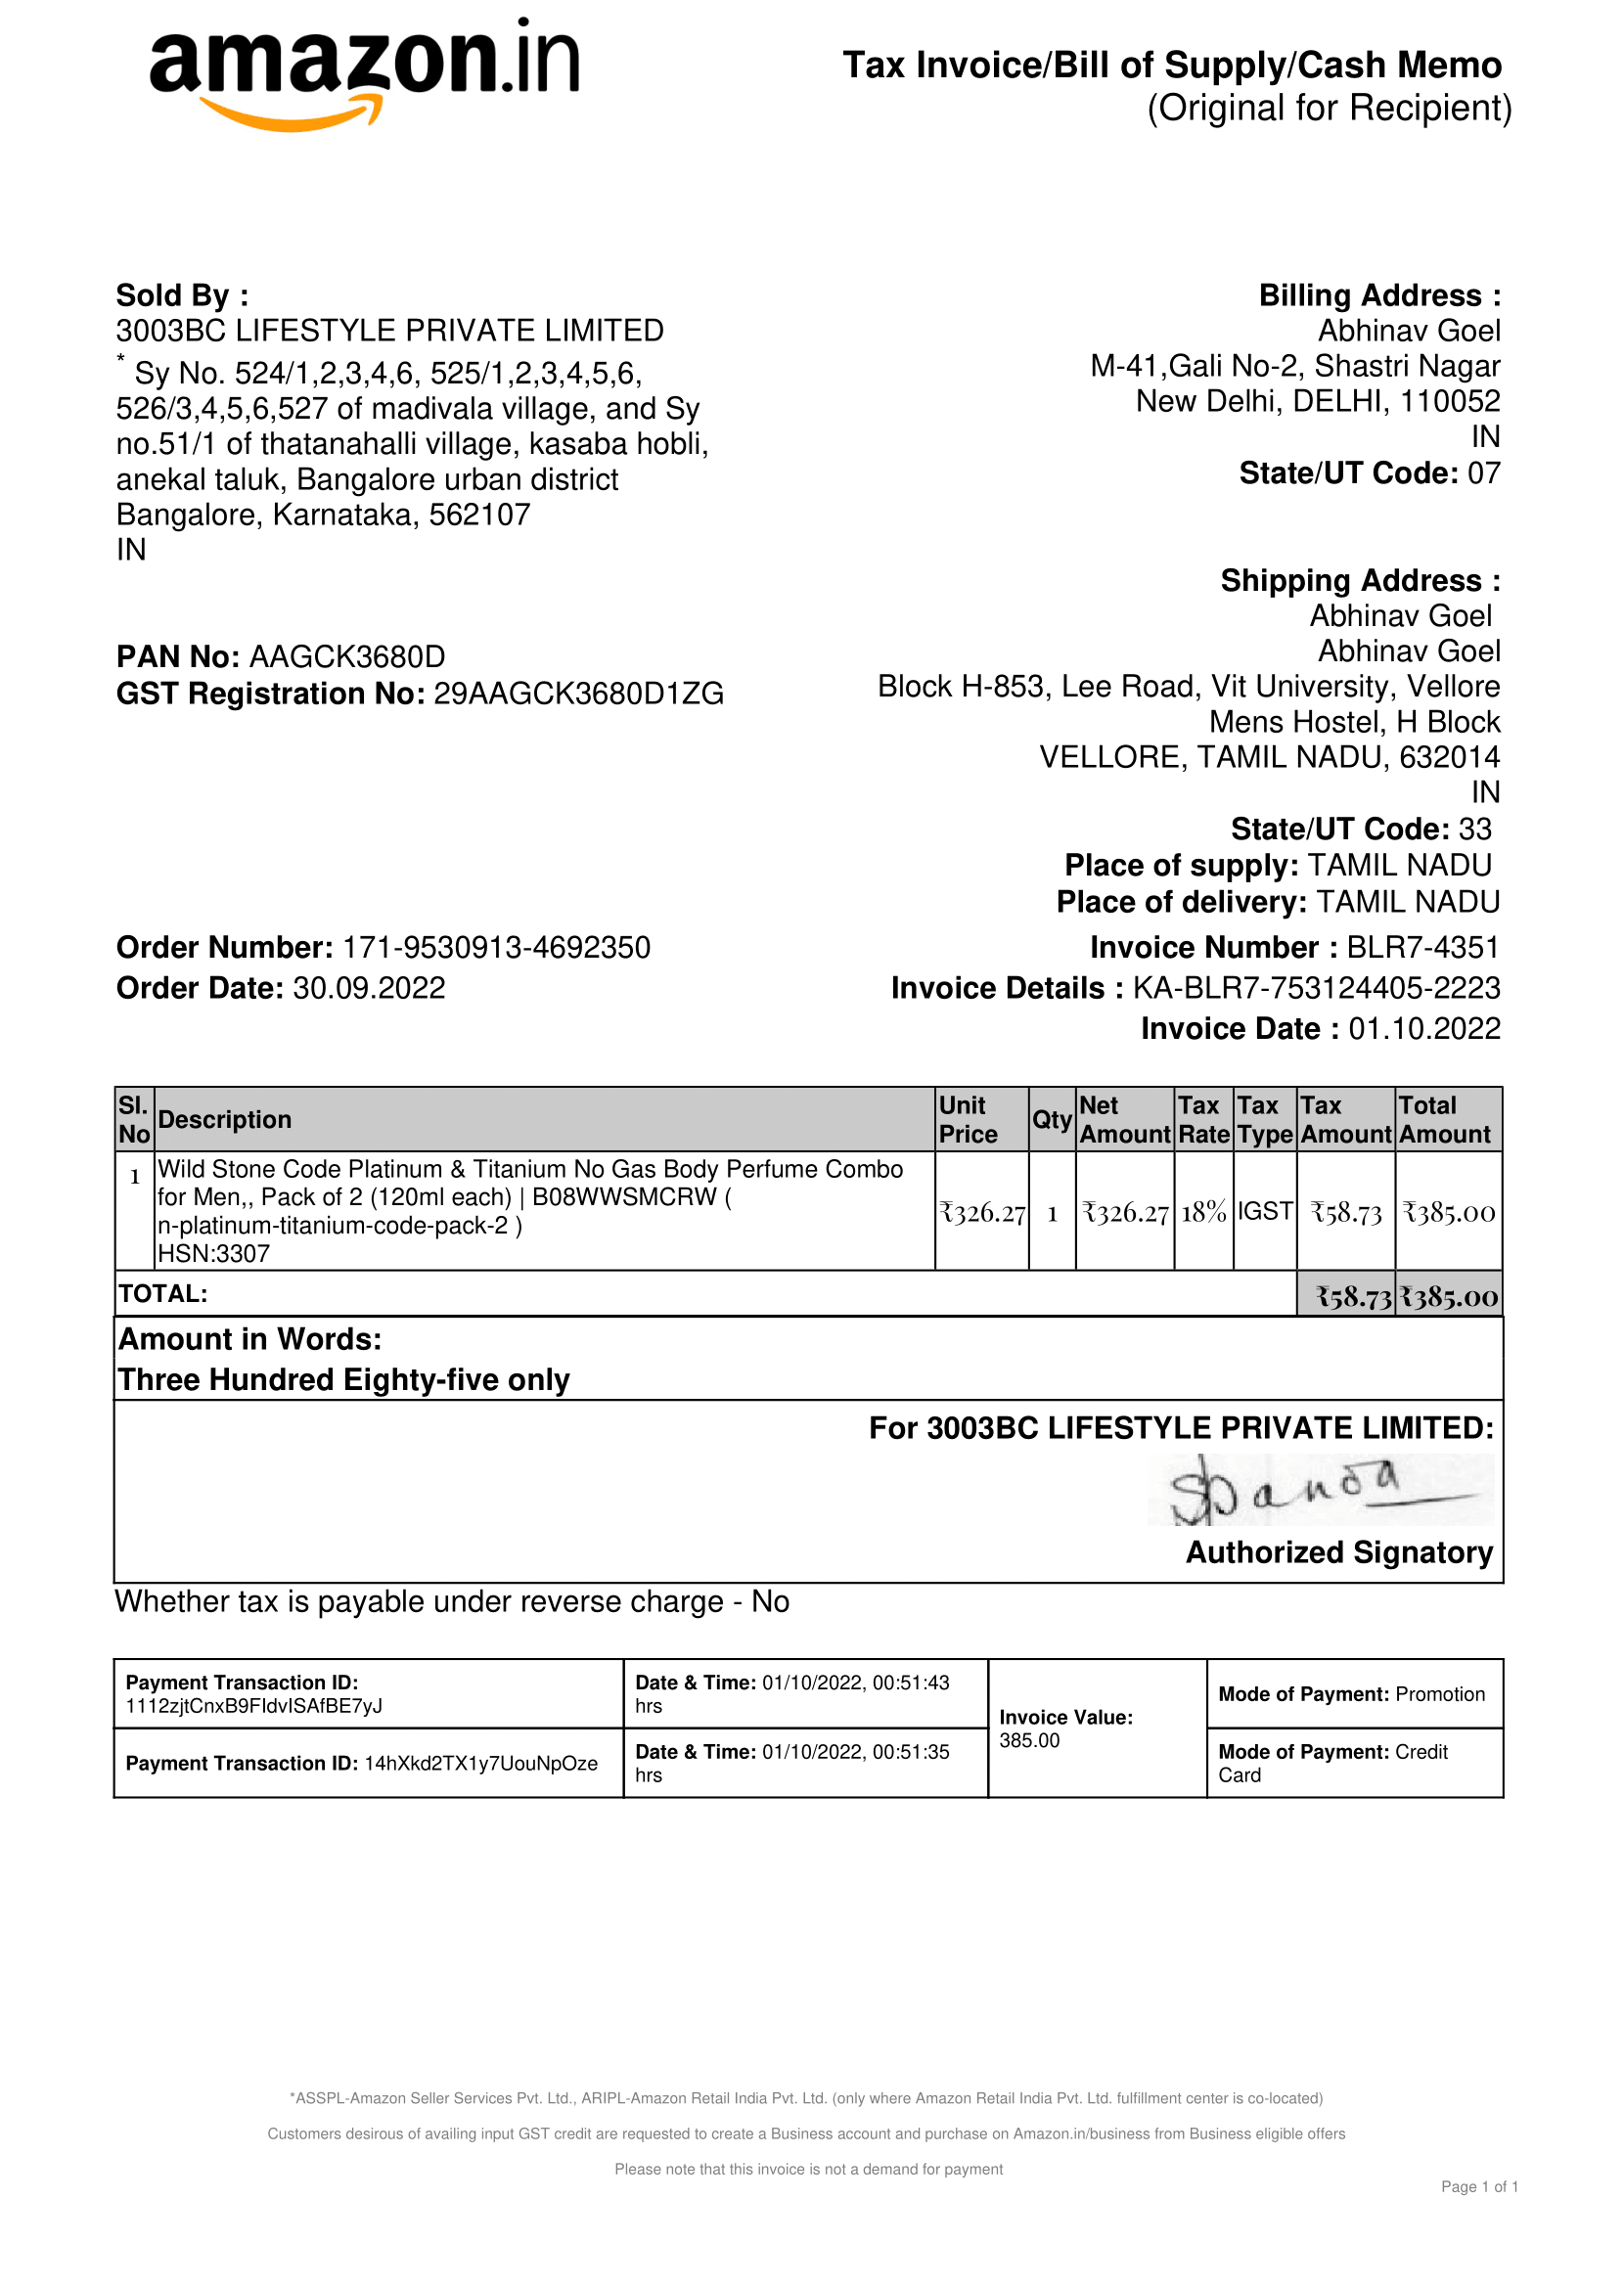 amazon.in
Tax Invoice/Bill of Supply/Cash Memo
(Original for Recipient)
Sold By :
3003BC LIFESTYLE PRIVATE LIMITED
* Sy No. 524/1,2,3,4,6, 525/1,2,3,4,5,6,
526/3,4,5,6,527 of madivala village, and Sy
no.51/1 of thatanahalli village, kasaba hobli,
anekal taluk, Bangalore urban district
Bangalore, Karnataka, 562107
IN
PAN No: AAGCK3680D
GST Registration No: 29AAGCK3680D1ZG
Billing Address :
Abhinav Goel
M-41,Gali No-2, Shastri Nagar
New Delhi, DELHI, 110052
IN
State/UT Code: 07
Shipping Address :
Abhinav Goel
Abhinav Goel
Block H-853, Lee Road, Vit University, Vellore
Mens Hostel, H Block
VELLORE, TAMIL NADU, 632014
IN
State/UT Code: 33
Place of supply: TAMIL NADU
Place of delivery: TAMIL NADU
Order Number: 171-9530913-4692350
Order Date: 30.09.2022
Invoice Number : BLR7-4351
Invoice Details : KA-BLR7-753124405-2223
Invoice Date : 01.10.2022
Sl. No Description Unit Price Qty Net Amount Tax Rate Tax Type Tax Amount Total Amount
1 Wild Stone Code Platinum & Titanium No Gas Body Perfume Combo
for Men,, Pack of 2 (120ml each) | B08WWSMCRW (
n-platinum-titanium-code-pack-2 )
HSN:3307
₹326.27 1 ₹326.27 18% IGST ₹58.73 ₹385.00
TOTAL: ₹58.73 ₹385.00
Amount in Words:
Three Hundred Eighty-five only
For 3003BC LIFESTYLE PRIVATE LIMITED:
Authorized Signatory
Whether tax is payable under reverse charge - No
Payment Transaction ID:
1112zjtCnxB9FIdvISAfBE7yJ
Date & Time: 01/10/2022, 00:51:43
hrs
Invoice Value:
385.00
Mode of Payment: Promotion
Payment Transaction ID: 14hXkd2TX1y7UouNpOze
Date & Time: 01/10/2022, 00:51:35
hrs
Mode of Payment: Credit
Card
*ASSPL-Amazon Seller Services Pvt. Ltd., ARIPL-Amazon Retail India Pvt. Ltd. (only where Amazon Retail India Pvt. Ltd. fulfillment center is co-located)
Customers desirous of availing input GST credit are requested to create a Business account and purchase on Amazon.in/business from Business eligible offers
Please note that this invoice is not a demand for payment
Page 1 of 1